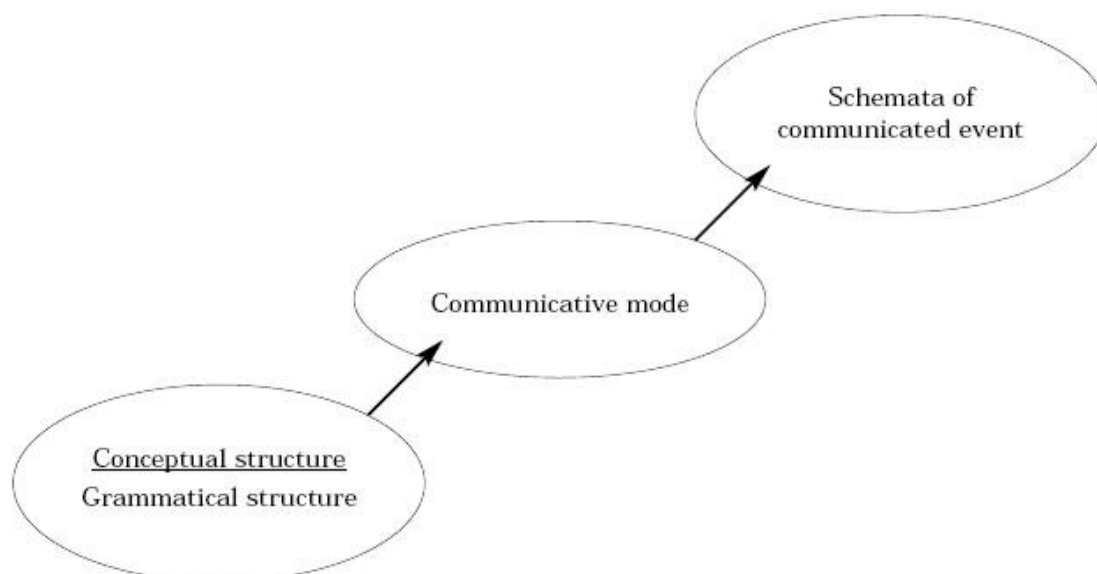 Schemata of
communicated event
Communicative mode
Conceptual structure
Grammatical structure